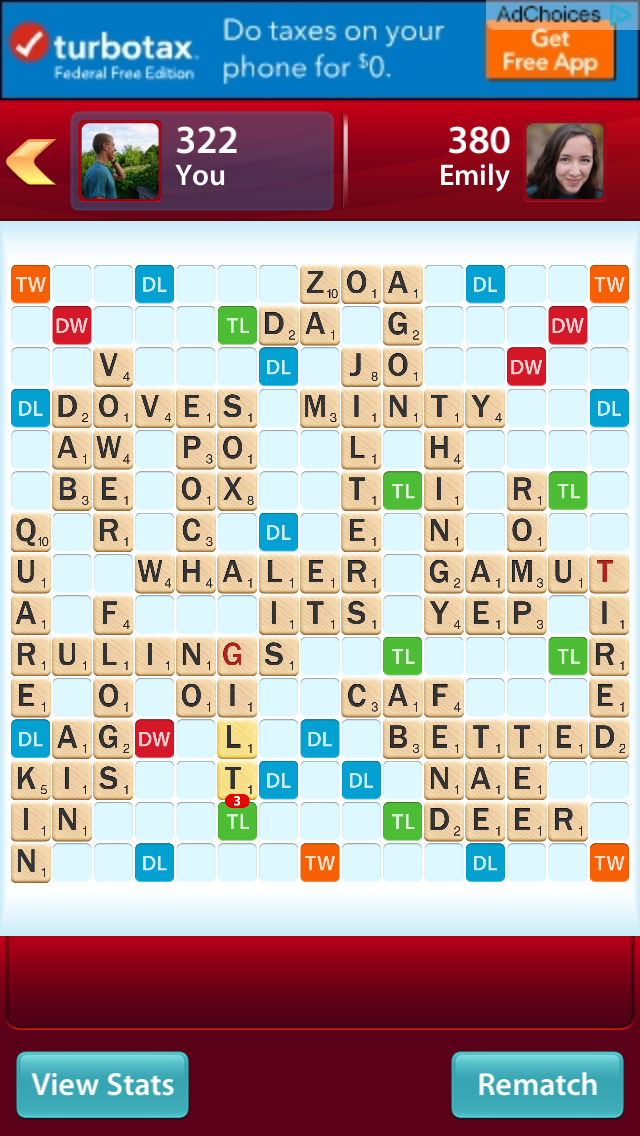 AdChoices
turbotax.
Federal Free Edition
Do taxes on your
phone for $0.
Get
Free App
322
You
380
Emily
TW DL Z10 O1 A1 DL TW
DW TL D2 A1 G2 DW
V4 DL J8 O1 DW
DL D2 O1 V4 E1 S1 M3 I1 N1 T1 Y4 DL
A1 W4 P3 O1 L1 H4
B3 E1 O1 X8 T1 TL I1 R1 TL
Q10 R1 C3 DL E1 N1 O1
U1 W4 H4 A1 L1 E1 R1 G2 A1 M3 U1 T
A1 F4 I1 T1 S1 Y4 E1 P3 I1
R1 U1 L1 I1 N1 G S1 TL TL R1
E1 O1 O1 I1 C3 A1 F4 E1
DL A1 G2 DW L1 DL B3 E1 T1 T1 E1 D2
K5 I1 S1 T1 DL DL N1 A1 E1
3
I1 N1 TL TL D2 E1 E1 R1
N1 DL TW DL TW
View Stats
Rematch